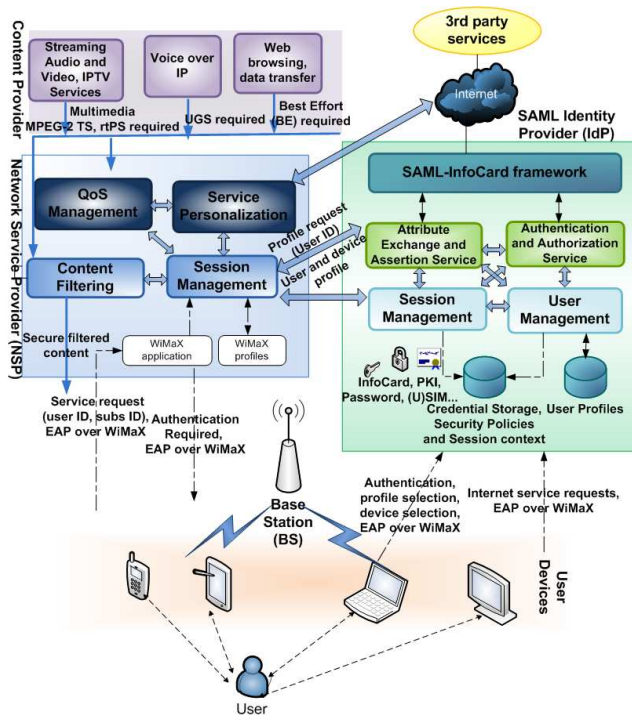 Content Provider
Streaming
Audio and
Video, IPTV
Services
Voice over
IP
Web
browsing,
data transfer
Multimedia
MPEG-2 TS, rtPS required
UGS required
Best Effort
(BE) required
3rd party
services
Internet
SAML Identity
Provider (IdP)
Network Service
Provider (NSP)
QoS
Management
Service
Personalization
Content
Filtering
Session
Management
Profile request
(User ID)
User and device
profile
Secure filtered
content
WiMaX
application
WiMaX
profiles
SAML-InfoCard framework
Attribute
Exchange and
Assertion Service
Authentication
and Authorization
Service
Session
Management
User
Management
InfoCard, PKI,
Password, (U)SIM...
Credential Storage,
Security Policies
and Session context
User Profiles
Service request
(user ID, subs ID),
EAP over WiMaX
Authentication
Required,
EAP over WiMaX
Base
Station
(BS)
Authentication,
profile selection,
device selection,
EAP over WiMaX
Internet service requests,
EAP over WiMaX
User
Devices
User